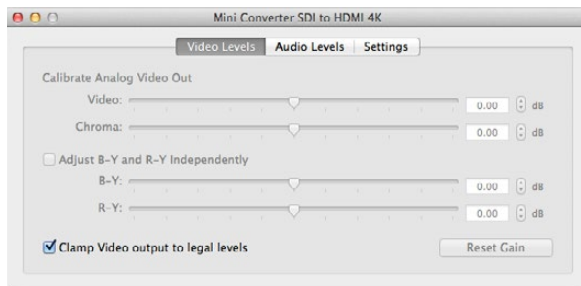 Mini Converter SDI to HDMI 4K
Video Levels Audio Levels Settings
Calibrate Analog Video Out
Video: 0.00 dB
Chroma: 0.00 dB
Adjust B-Y and R-Y Independently
B-Y: 0.00 dB
R-Y: 0.00 dB
Clamp Video output to legal levels Reset Gain